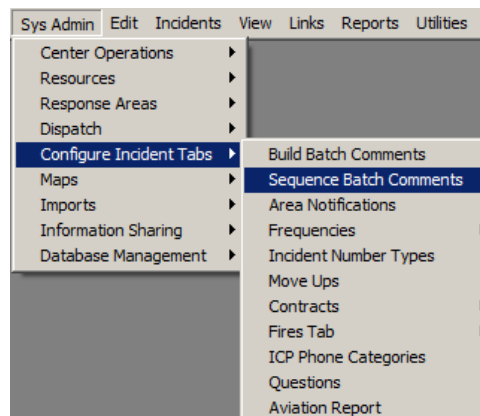 Sys Admin Edit Incidents View Links Reports Utilities
Center Operations
Resources
Response Areas
Dispatch
Configure Incident Tabs
Maps
Imports
Information Sharing
Database Management
Build Batch Comments
Sequence Batch Comments
Area Notifications
Frequencies
Incident Number Types
Move Ups
Contracts
Fires Tab
ICP Phone Categories
Questions
Aviation Report